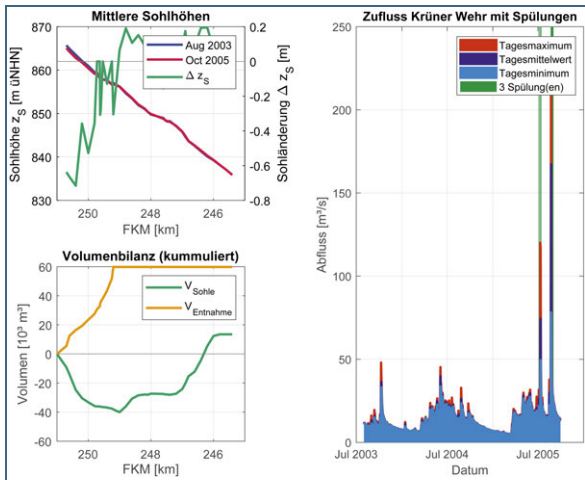 Mittlere Sohlhöhen
870
860
850
840
830
0.2
0
-0.2
-0.4
-0.6
-0.8
Sohlhöhe z_S [m üNHN]
Sohländerung Δ z_S [m]
Aug 2003
Oct 2005
Δ z_S
250
248
246
FKM [km]
Volumenbilanz (kummuliert)
60
40
20
0
-20
-40
-60
Volumen [10³ m³]
V_Sohle
V_Entnahme
250
248
246
FKM [km]
Zufluss Krüner Wehr mit Spülungen
250
200
150
100
50
0
Abfluss [m³/s]
Tagesmaximum
Tagesmittelwert
Tagesminimum
3 Spülung(en)
Jul 2003
Jul 2004
Jul 2005
Datum